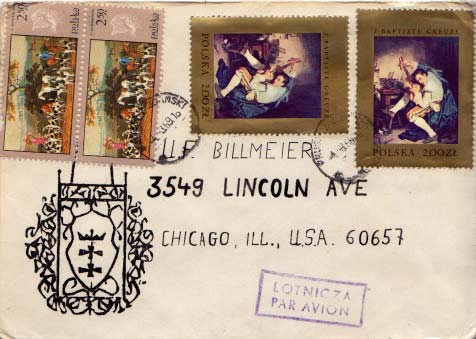 2 50
polska
2 50
polska
POLSKA 2,00 ZŁ
J. BAPTISTE GREUZE
J. BAPTISTE GREUZE
POLSKA 2,00 ZŁ
BILLMEIER
3549 LINCOLN AVE
CHICAGO, ILL., U.S.A. 60657
LOTNICZA
PAR AVION